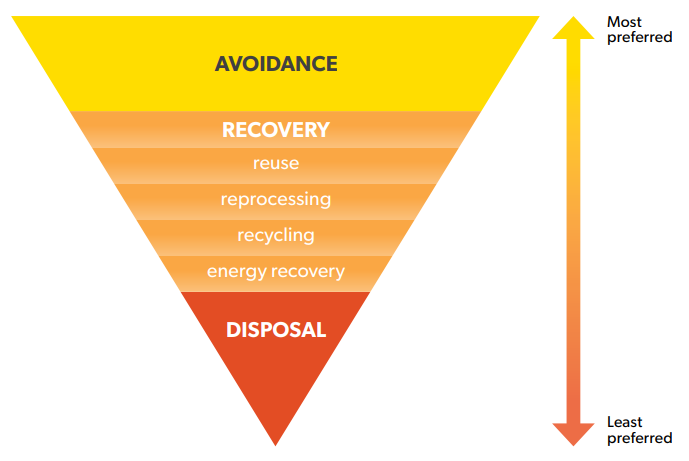 Most
preferred
AVOIDANCE
RECOVERY
reuse
reprocessing
recycling
energy recovery
DISPOSAL
Least
preferred